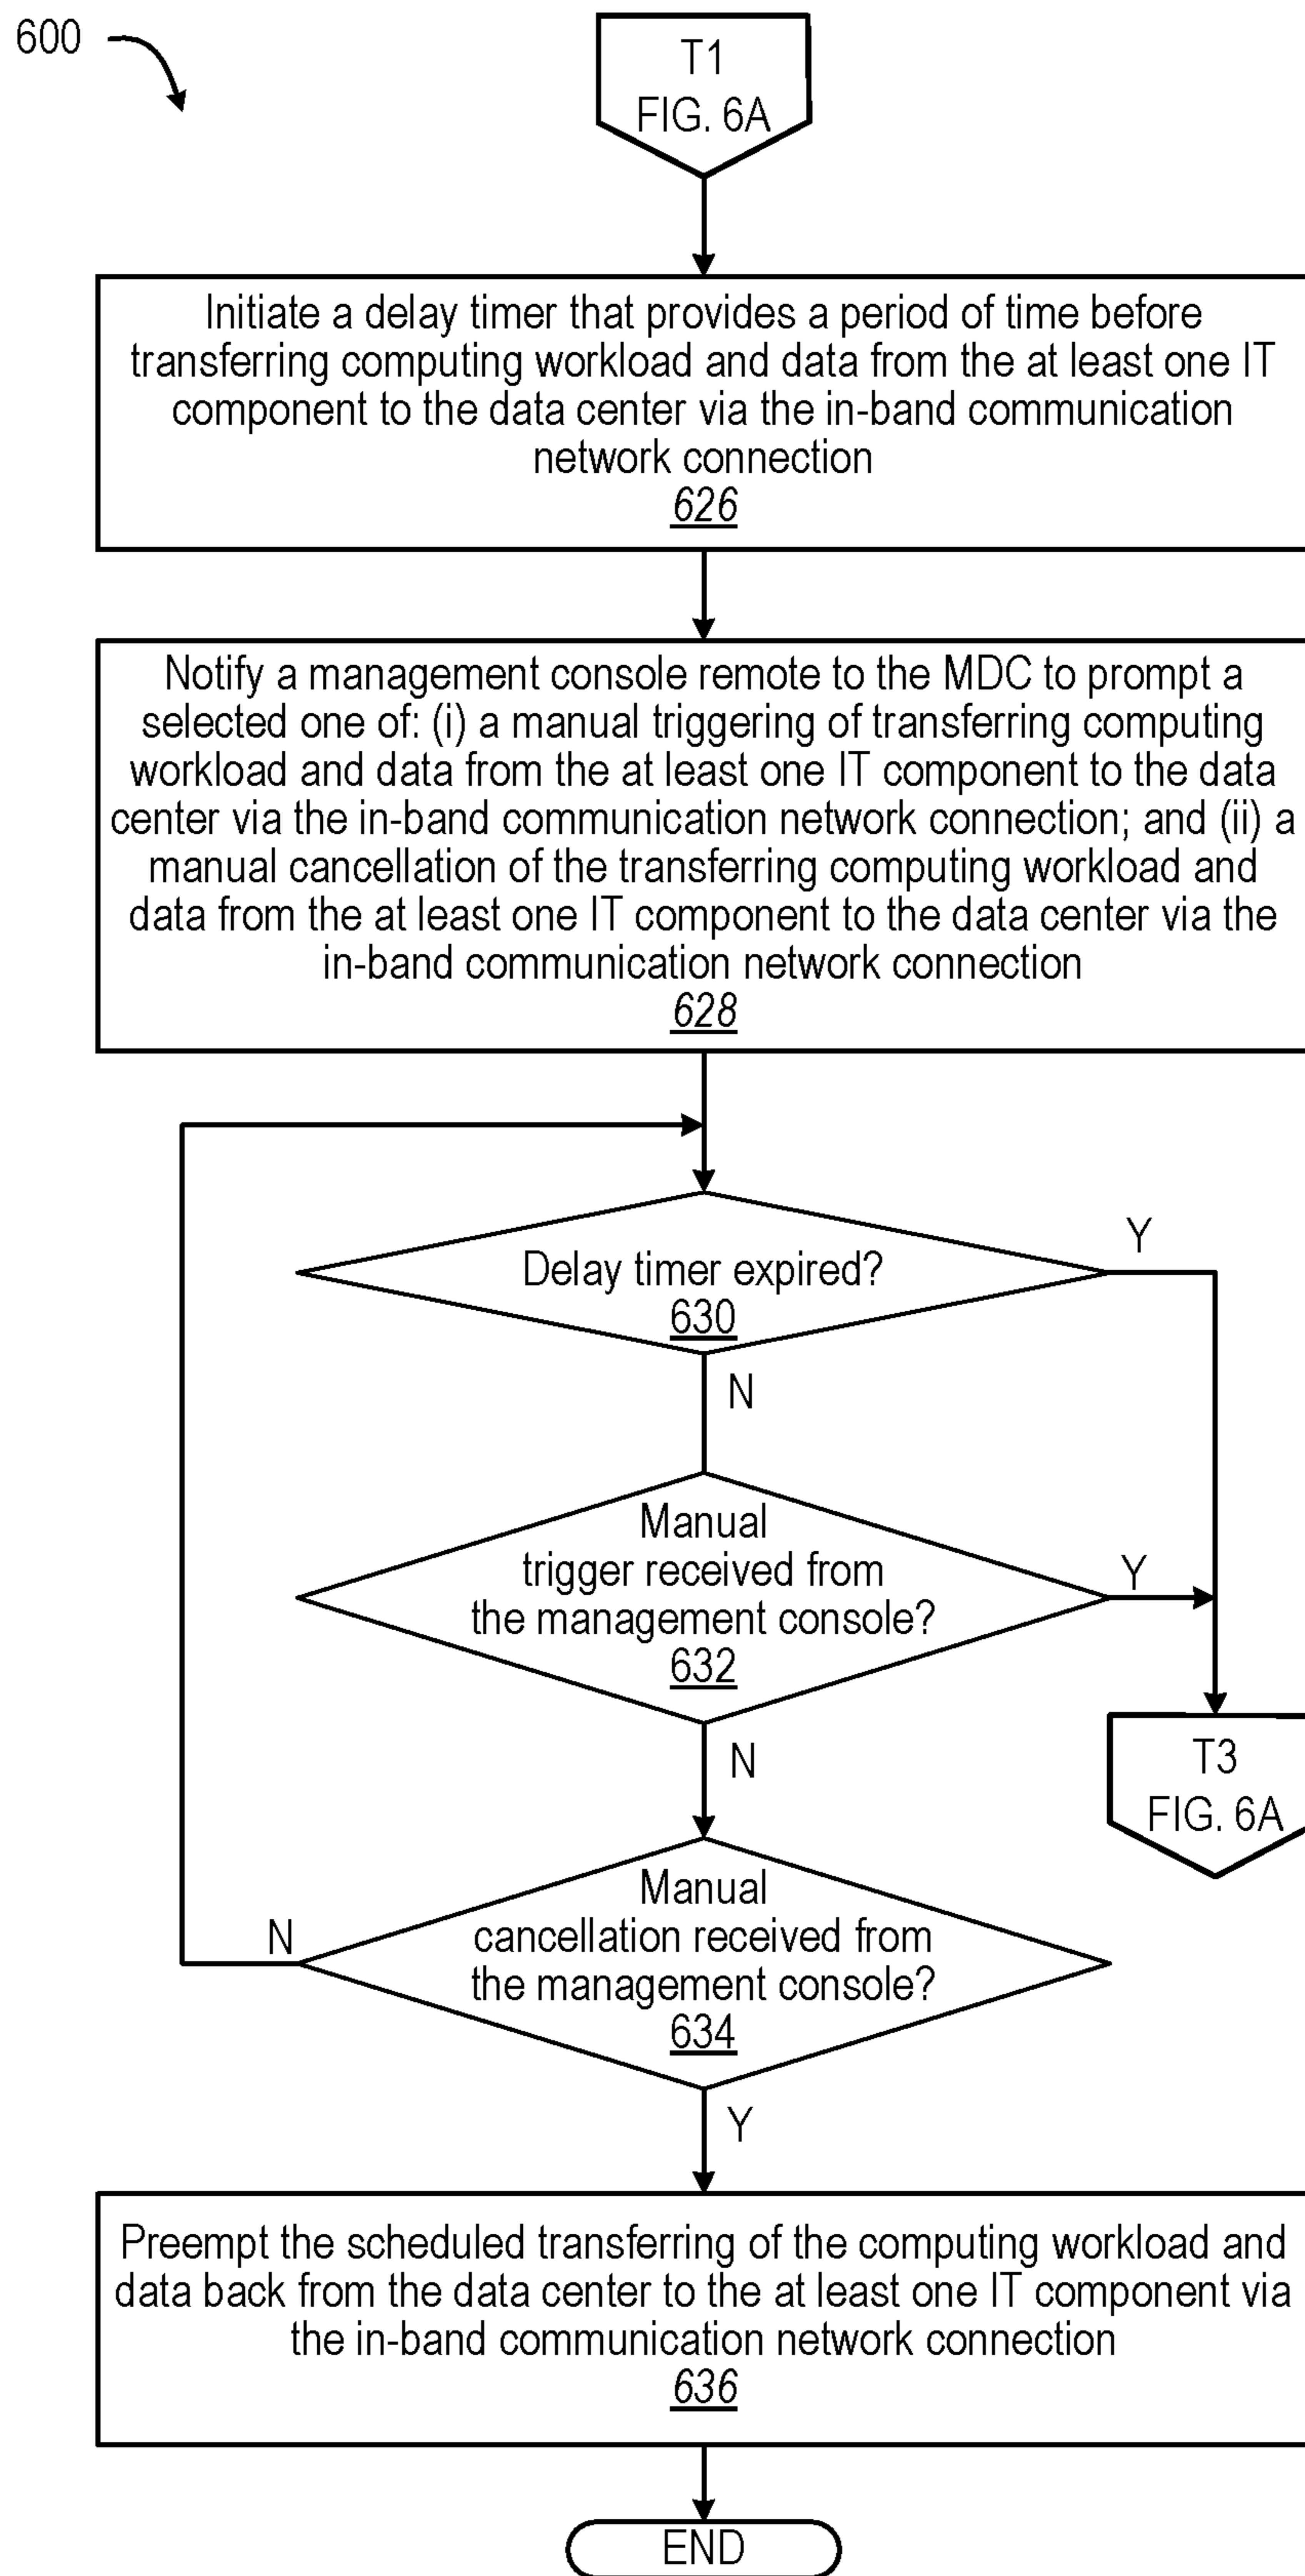 600
T1
FIG. 6A
Initiate a delay timer that provides a period of time before
transferring computing workload and data from the at least one IT
component to the data center via the in-band communication
network connection
626
Notify a management console remote to the MDC to prompt a
selected one of: (i) a manual triggering of transferring computing
workload and data from the at least one IT component to the data
center via the in-band communication network connection; and (ii) a
manual cancellation of the transferring computing workload and
data from the at least one IT component to the data center via the
in-band communication network connection
628
Delay timer expired?
630
Y
N
Manual
trigger received from
the management console?
632
Y
N
T3
FIG. 6A
Manual
cancellation received from
the management console?
634
N
Y
Preempt the scheduled transferring of the computing workload and
data back from the data center to the at least one IT component via
the in-band communication network connection
636
END